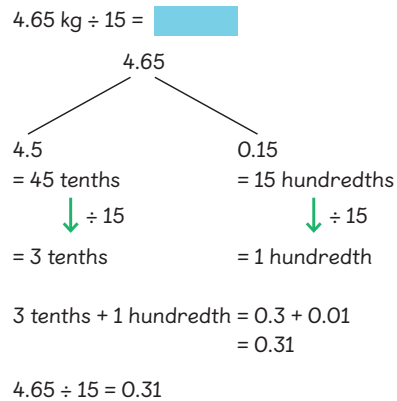 4.65 kg ÷ 15 =
4.65
4.5 0.15
= 45 tenths = 15 hundredths
÷ 15 ÷ 15
= 3 tenths = 1 hundredth
3 tenths + 1 hundredth = 0.3 + 0.01
= 0.31
4.65 ÷ 15 = 0.31